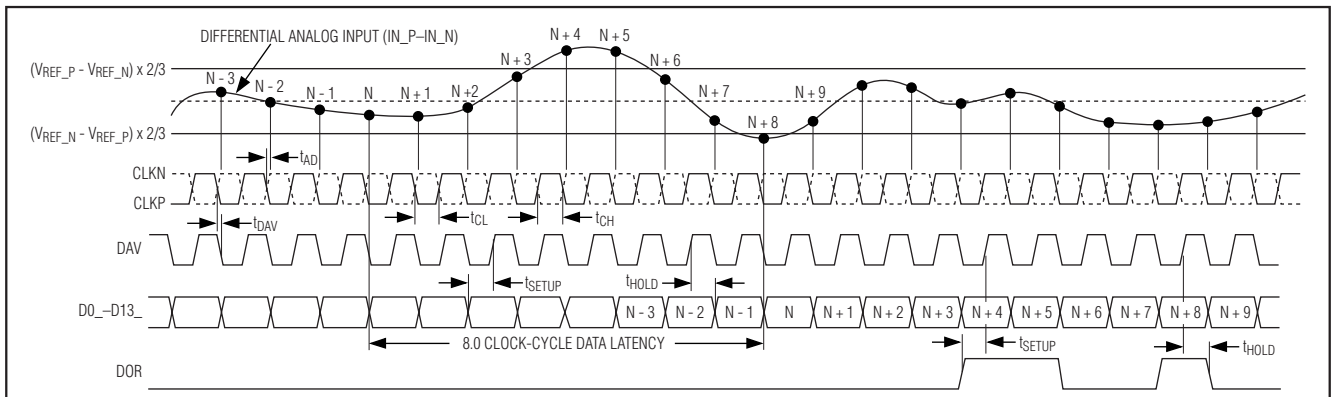 DIFFERENTIAL ANALOG INPUT (IN_P–IN_N)
(VREF_P - VREF_N) x 2/3
(VREF_N - VREF_P) x 2/3
N - 3
N - 2
N - 1
N
N + 1
N +2
N + 3
N + 4
N + 5
N + 6
N + 7
N + 8
N + 9
tAD
CLKN
CLKP
tDAV
tCL
tCH
DAV
tSETUP
tHOLD
D0_–D13_
N - 3
N - 2
N - 1
N
N + 1
N + 2
N + 3
N + 4
N + 5
N + 6
N + 7
N + 8
N + 9
8.0 CLOCK-CYCLE DATA LATENCY
tSETUP
tHOLD
DOR